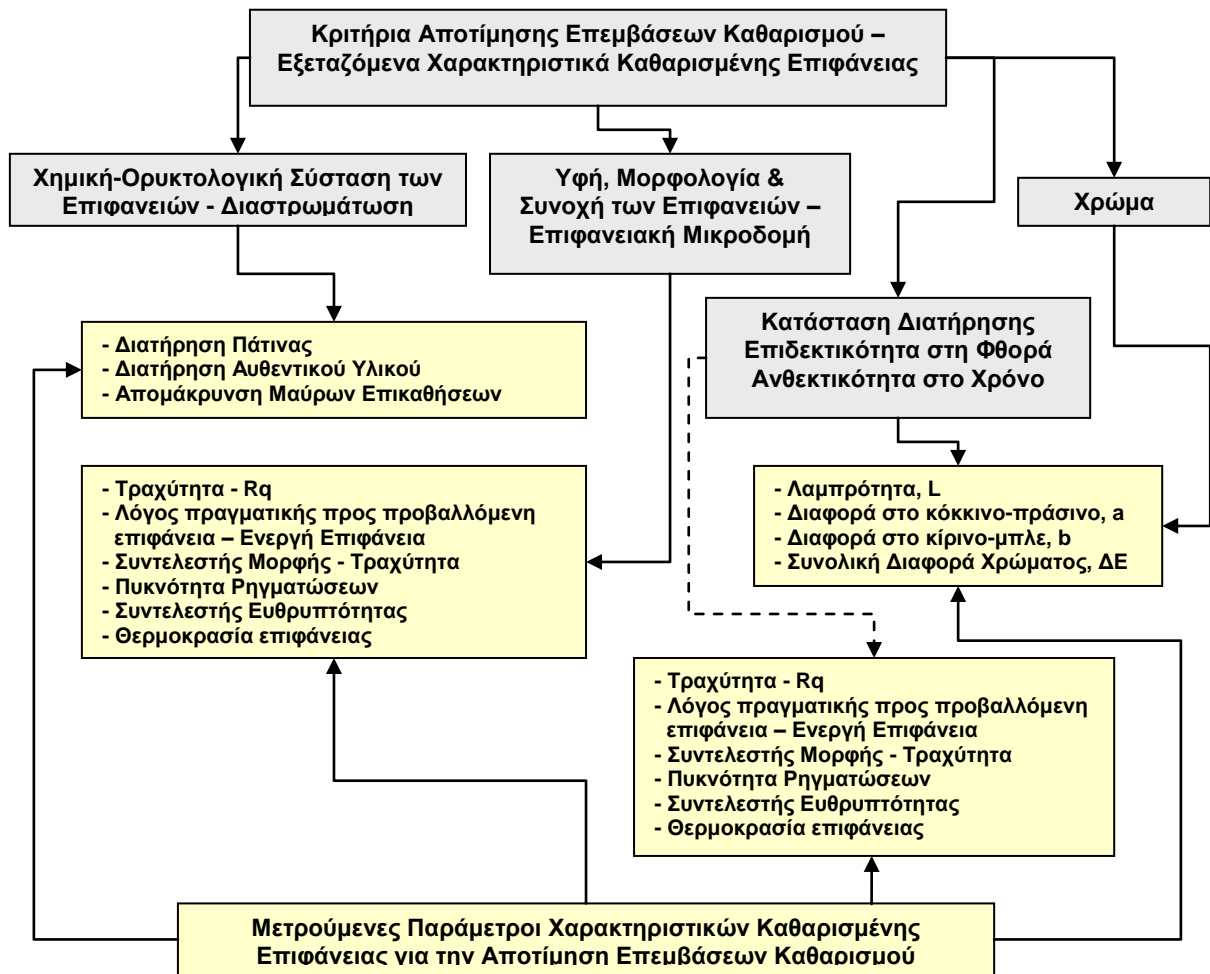 Κριτήρια Αποτίμησης Επεμβάσεων Καθαρισμού –
Εξεταζόμενα Χαρακτηριστικά Καθαρισμένης Επιφάνειας
Χημική-Ορυκτολογική Σύσταση των
Επιφανειών - Διαστρωμάτωση
Υφή, Μορφολογία &
Συνοχή των Επιφανειών –
Επιφανειακή Μικροδομή
Χρώμα
Κατάσταση Διατήρησης
Επιδεκτικότητα στη Φθορά
Ανθεκτικότητα στο Χρόνο
- Διατήρηση Πάτινας
- Διατήρηση Αυθεντικού Υλικού
- Απομάκρυνση Μαύρων Επικαθήσεων
- Τραχύτητα - Rq
- Λόγος πραγματικής προς προβαλλόμενη
επιφάνεια – Ενεργή Επιφάνεια
- Συντελεστής Μορφής - Τραχύτητα
- Πυκνότητα Ρηγματώσεων
- Συντελεστής Ευθρυπτότητας
- Θερμοκρασία επιφάνειας
- Λαμπρότητα, L
- Διαφορά στο κόκκινο-πράσινο, a
- Διαφορά στο κίρινο-μπλε, b
- Συνολική Διαφορά Χρώματος, ΔΕ
- Τραχύτητα - Rq
- Λόγος πραγματικής προς προβαλλόμενη
επιφάνεια – Ενεργή Επιφάνεια
- Συντελεστής Μορφής - Τραχύτητα
- Πυκνότητα Ρηγματώσεων
- Συντελεστής Ευθρυπτότητας
- Θερμοκρασία επιφάνειας
Μετρούμενες Παράμετροι Χαρακτηριστικών Καθαρισμένης
Επιφάνειας για την Αποτίμηση Επεμβάσεων Καθαρισμού